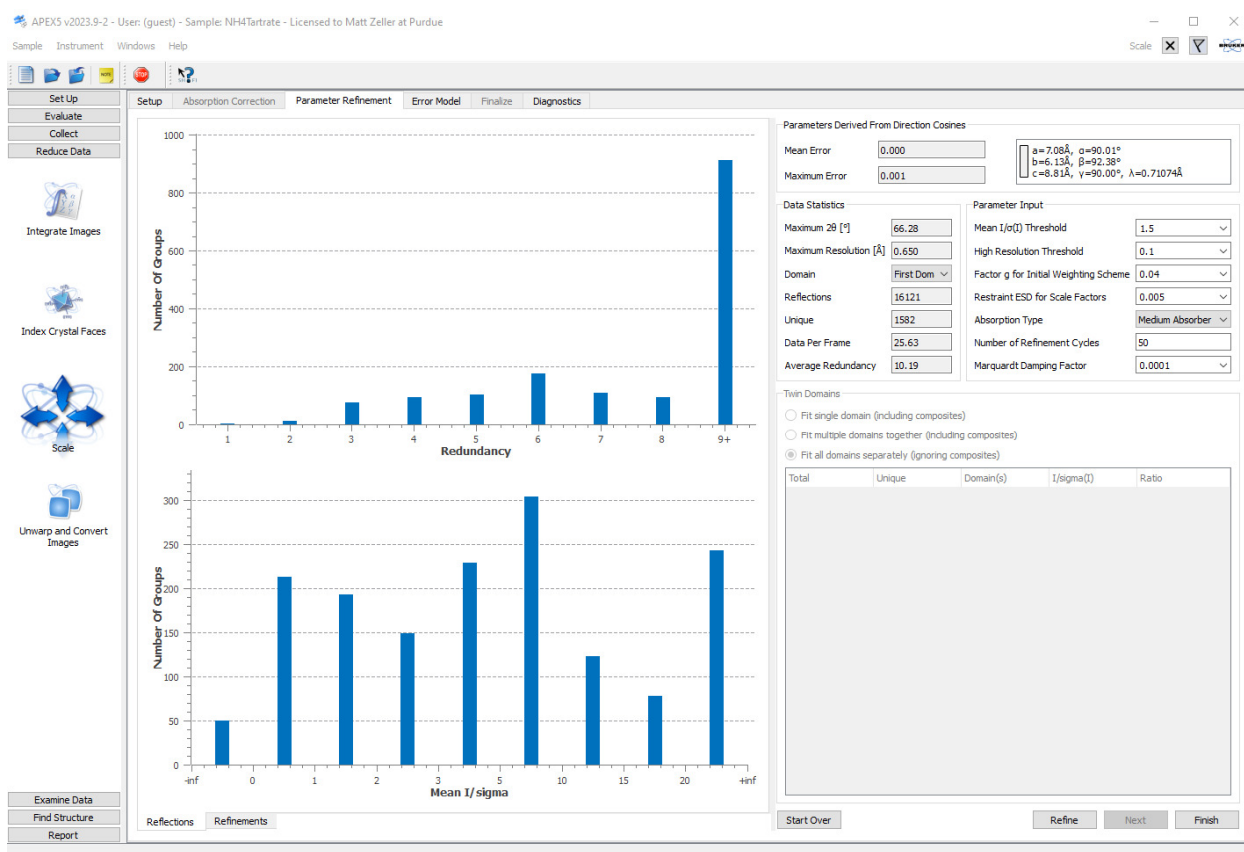 APEX5 v2023.9-2 - User: (guest) - Sample: NH4Tartrate - Licensed to Matt Zeller at Purdue
Sample Instrument Windows Help
Scale
BRUKER
NOTE
STOP
Set Up
Evaluate
Collect
Reduce Data
Integrate Images
Index Crystal Faces
Scale
Unwarp and Convert
Images
Examine Data
Find Structure
Report
Setup Absorption Correction Parameter Refinement Error Model Finalize Diagnostics
1000
800
600
400
200
0
Number Of Groups
1 2 3 4 5 6 7 8 9+
Redundancy
300
250
200
150
100
50
0
Number Of Groups
-inf 0 1 2 3 5 10 15 20 +inf
Mean I/sigma
Reflections Refinements
Parameters Derived From Direction Cosines
Mean Error 0.000
Maximum Error 0.001
a=7.08Å, α=90.01°
b=6.13Å, β=92.38°
c=8.81Å, γ=90.00°, λ=0.71074Å
Data Statistics
Maximum 2θ [°] 66.28
Maximum Resolution [Å] 0.650
Domain First Dom
Reflections 16121
Unique 1582
Data Per Frame 25.63
Average Redundancy 10.19
Parameter Input
Mean I/σ(I) Threshold 1.5
High Resolution Threshold 0.1
Factor g for Initial Weighting Scheme 0.04
Restraint ESD for Scale Factors 0.005
Absorption Type Medium Absorber
Number of Refinement Cycles 50
Marquardt Damping Factor 0.0001
Twin Domains
Fit single domain (including composites)
Fit multiple domains together (including composites)
Fit all domains separately (ignoring composites)
Total Unique Domain(s) I/sigma(I) Ratio
Start Over Refine Next Finish